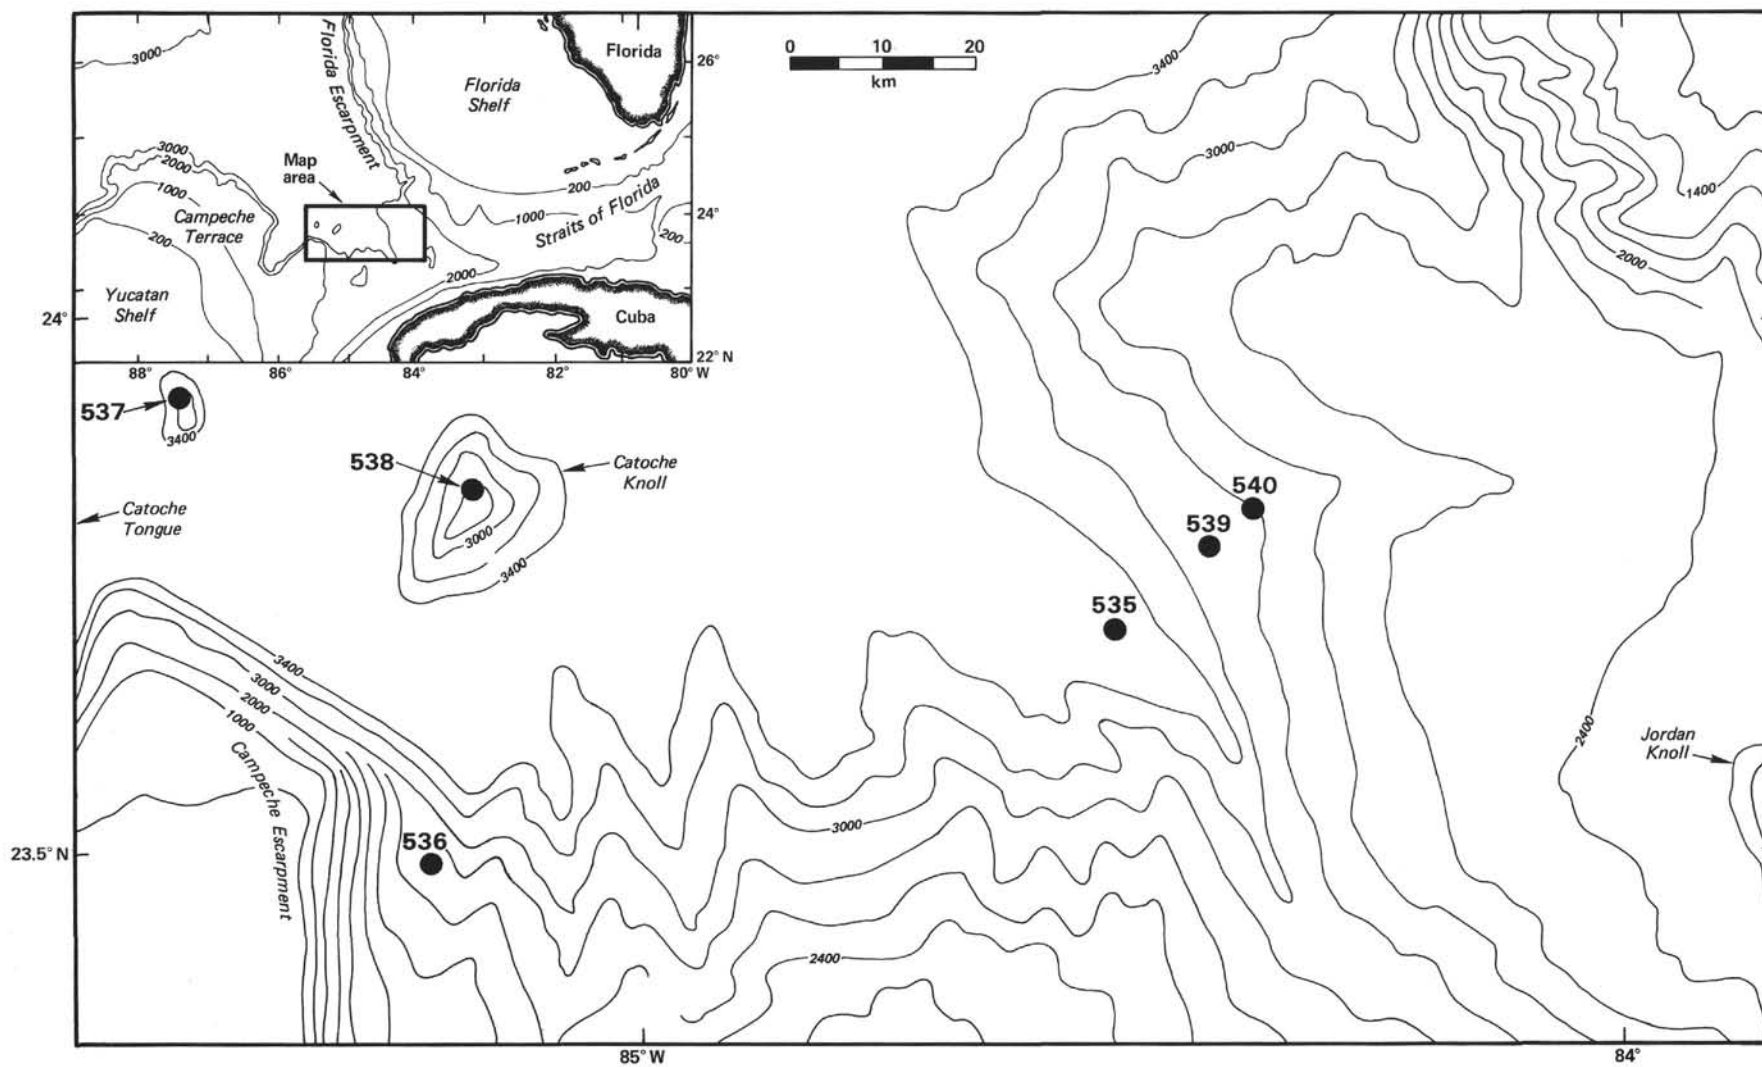 3000
Florida Escarpment
Florida
26°
Florida
Shelf
0 10 20
km
3400
3000
1400
2000
3000
2000
1000
Map
area
200
1000
Straits of Florida
24°
200
Campeche
Terrace
200
2000
Yucatan
Shelf
Cuba
24°
22° N
88° 86° 84° 82° 80° W
537
3400
538
Catoche
Knoll
Catoche
Tongue
3000
3400
540
539
535
3400
3000
2000
1000
Campeche Escarpment
2400
Jordan
Knoll
3000
536
23.5° N
2400
85° W
84°